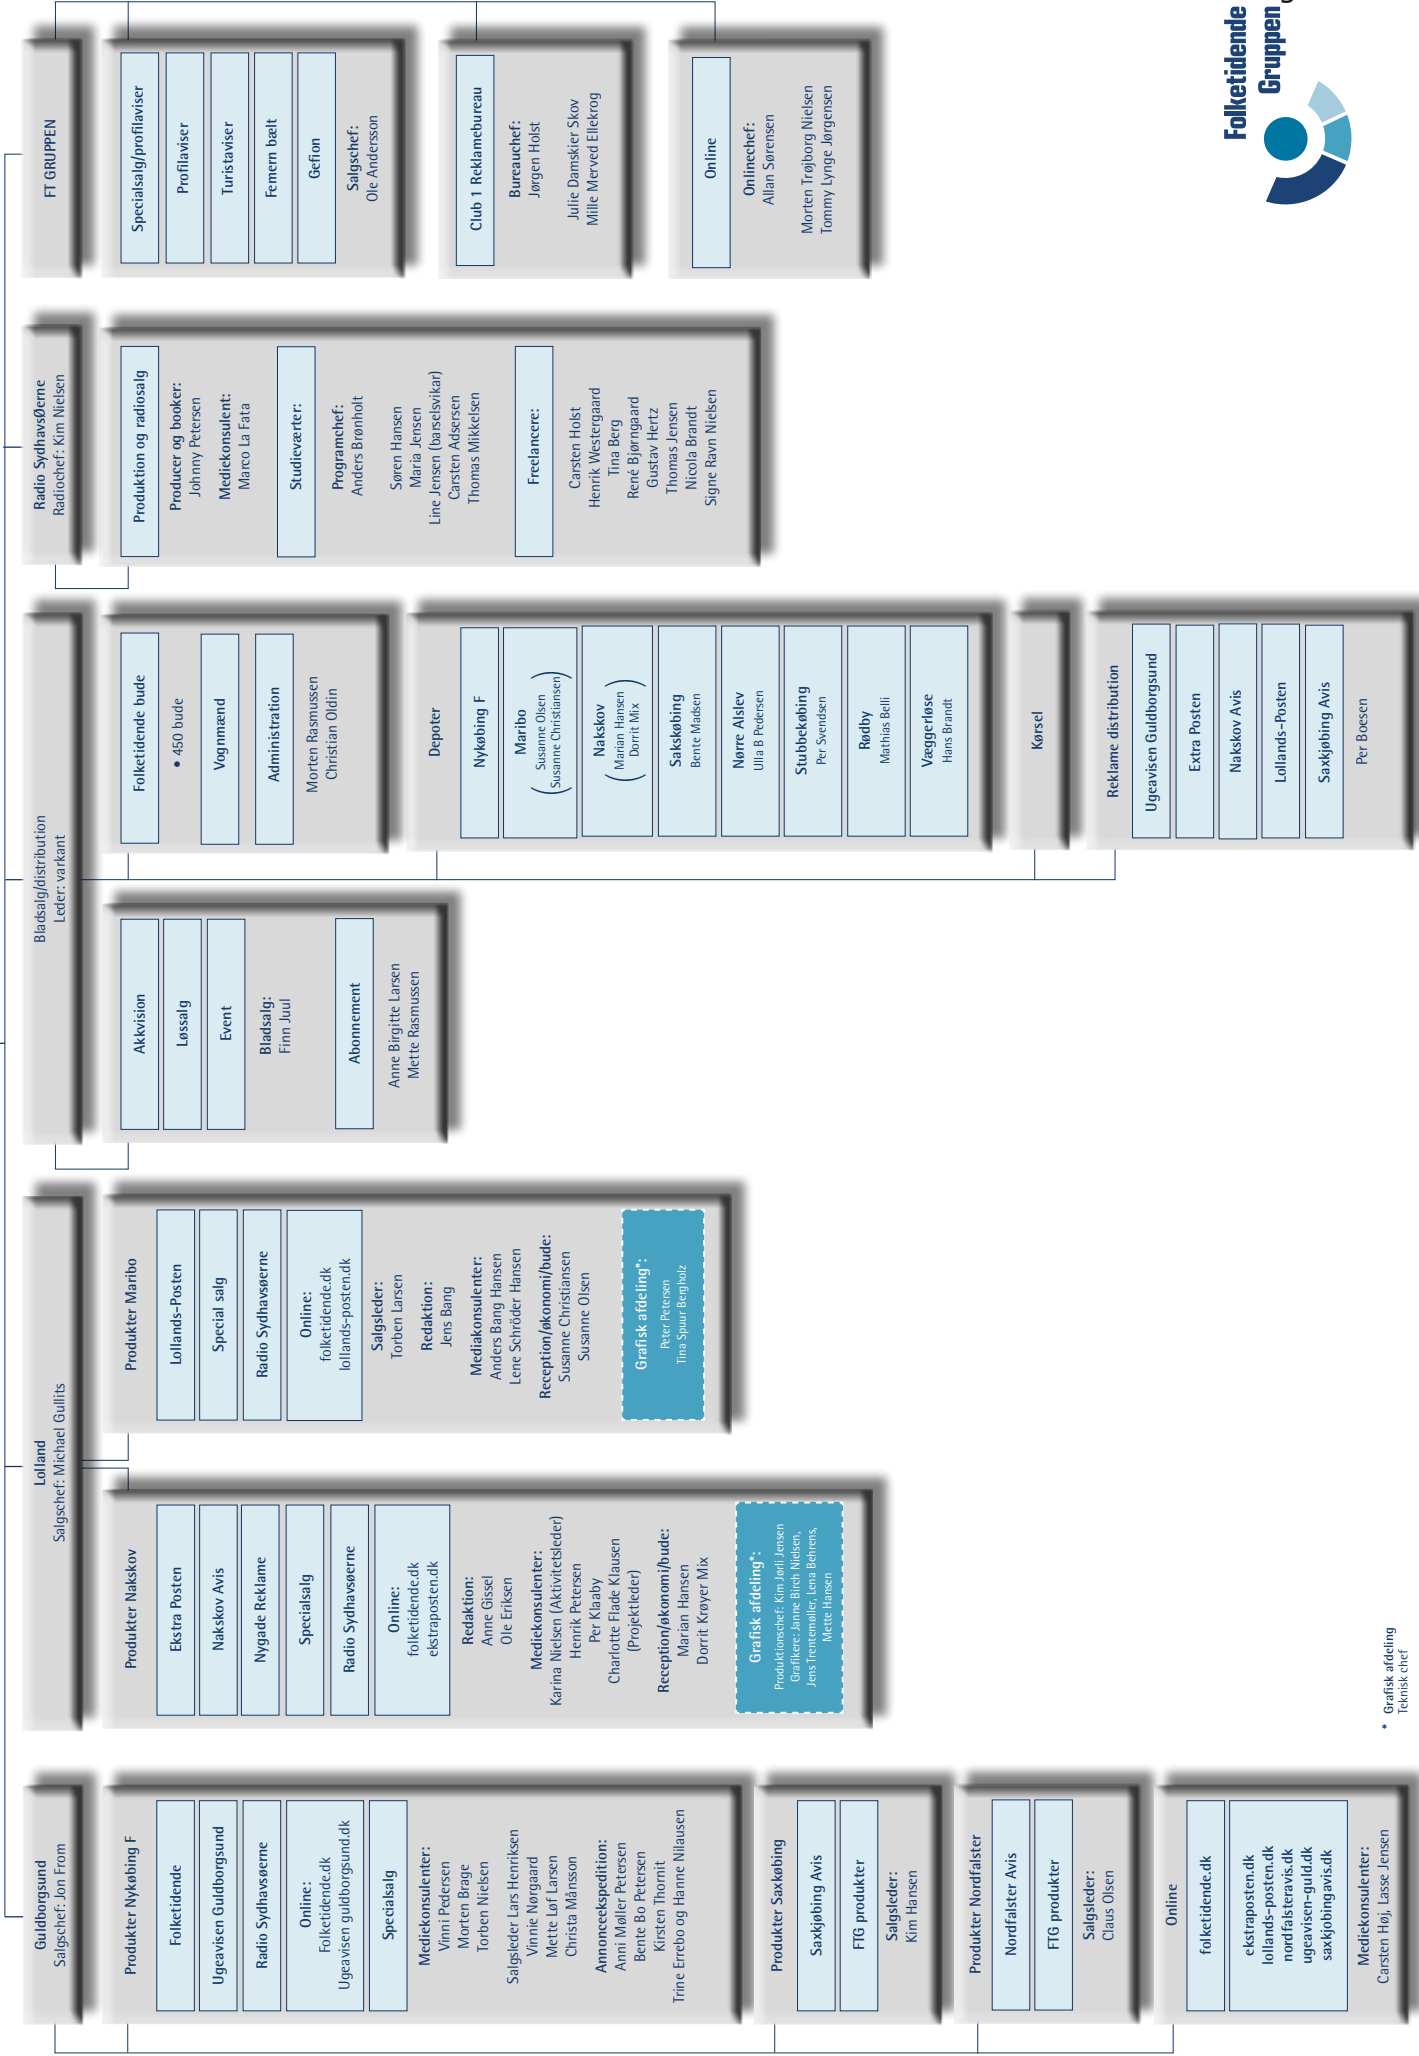 Guldborgsund
Salgschef: Jon From
Produkter Nykøbing F
Folketidende
Ugeavisen Guldborgsund
Radio Sydhavsøerne
Online:
Folketidende.dk
Ugeavisen guldborgsund.dk
Specialsalg
Mediekonsulenter:
Vinni Pedersen
Morten Brage
Torben Nielsen
Salgsleder Lars Henriksen
Vinnie Nørgaard
Mette Løf Larsen
Christa Månsson
Annonceekspedition:
Anni Møller Petersen
Bente Bo Petersen
Kirsten Thornit
Trine Errebo og Hanne Nilausen
Produkter Saxkøbing
Saxkjøbing Avis
FTG produkter
Salgsleder:
Kim Hansen
Produkter Nordfalster
Nordfalster Avis
FTG produkter
Salgsleder:
Claus Olsen
Online
folketidende.dk
ekstraposten.dk
lollands-posten.dk
nordfalsteravis.dk
ugeavisen-guld.dk
saxkjobingavis.dk
Mediekonsulenter:
Carsten Høj, Lasse Jensen
Lolland
Salgschef: Michael Gullits
Produkter Nakskov
Ekstra Posten
Nakskov Avis
Nygade Reklame
Specialsalg
Radio Sydhavsøerne
Online:
folketidende.dk
ekstraposten.dk
Redaktion:
Anne Gissel
Ole Eriksen
Mediekonsulenter:
Karina Nielsen (Aktivitetsleder)
Henrik Petersen
Per Klaaby
Charlotte Flade Klausen
(Projektleder)
Reception/økonomi/bude:
Marian Hansen
Dorrit Krøyer Mix
Grafisk afdeling*:
Produktionschef: Kim Jørli Jensen
Grafikere: Janne Birch Nielsen,
Jens Trentemøller, Lena Behrens,
Mette Hansen
Produkter Maribo
Lollands-Posten
Special salg
Radio Sydhavsøerne
Online:
folketidende.dk
lollands-posten.dk
Salgsleder:
Torben Larsen
Redaktion:
Jens Bang
Mediakonsulenter:
Anders Bang Hansen
Lene Schröder Hansen
Reception/økonomi/bude:
Susanne Christiansen
Susanne Olsen
Grafisk afdeling*:
Peter Petersen
Tina Spuur Bergholz
* Grafisk afdeling
Teknisk chef
Bladsalg/distribution
Leder: varkant
Akkvision
Løssalg
Event
Bladsalg:
Finn Juul
Abonnement
Anne Birgitte Larsen
Mette Rasmussen
Folketidende bude
• 450 bude
Vognmænd
Administration
Morten Rasmussen
Christian Oldin
Depoter
Nykøbing F
Maribo
(Susanne Olsen
Susanne Christiansen)
Nakskov
(Marian Hansen
Dorrit Mix)
Sakskøbing
Bente Madsen
Nørre Alslev
Ulla B Pedersen
Stubbekøbing
Per Svendsen
Rødby
Mathias Belli
Væggerløse
Hans Brandt
Kørsel
Reklame distribution
Ugeavisen Guldborgsund
Extra Posten
Nakskov Avis
Lollands-Posten
Saxkjøbing Avis
Per Boesen
Radio SydhavsØerne
Radiochef: Kim Nielsen
Produktion og radiosalg
Producer og booker:
Johnny Petersen
Mediekonsulent:
Marco La Fata
Studieværter:
Programchef:
Anders Brønholt
Søren Hansen
Maria Jensen
Line Jensen (barselsvikar)
Carsten Adsersen
Thomas Mikkelsen
Freelancere:
Carsten Holst
Henrik Westergaard
Tina Berg
René Bjørngaard
Gustav Hertz
Thomas Jensen
Nicola Brandt
Signe Ravn Nielsen
FT GRUPPEN
Specialsalg/profilaviser
Profilaviser
Turistaviser
Femern bælt
Gefion
Salgschef:
Ole Andersson
Club 1 Reklamebureau
Bureauchef:
Jørgen Holst
Julie Damskier Skov
Mille Merved Ellekrog
Online
Onlinechef:
Allan Sørensen
Morten Trøjborg Nielsen
Tommy Lynge Jørgensen
Folketidende
Gruppen